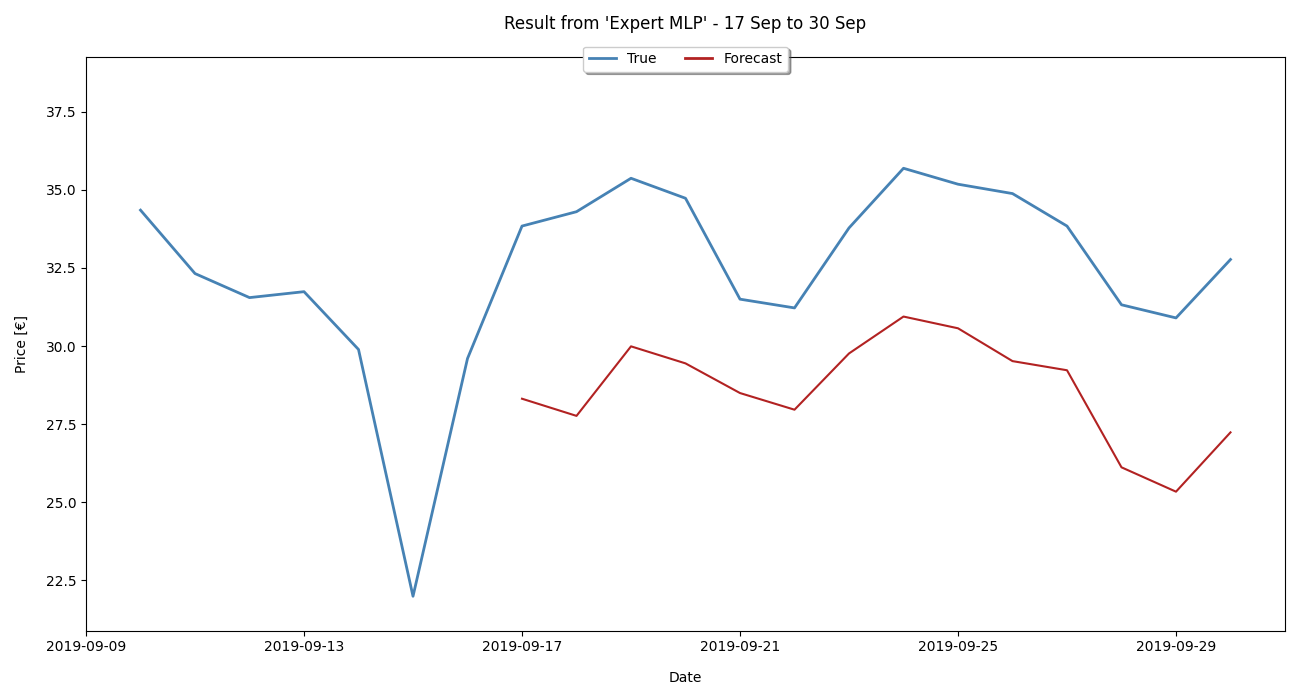 Result from 'Expert MLP' - 17 Sep to 30 Sep
True Forecast
37.5
35.0
32.5
30.0
27.5
25.0
22.5
Price [€]
2019-09-09 2019-09-13 2019-09-17 2019-09-21 2019-09-25 2019-09-29
Date